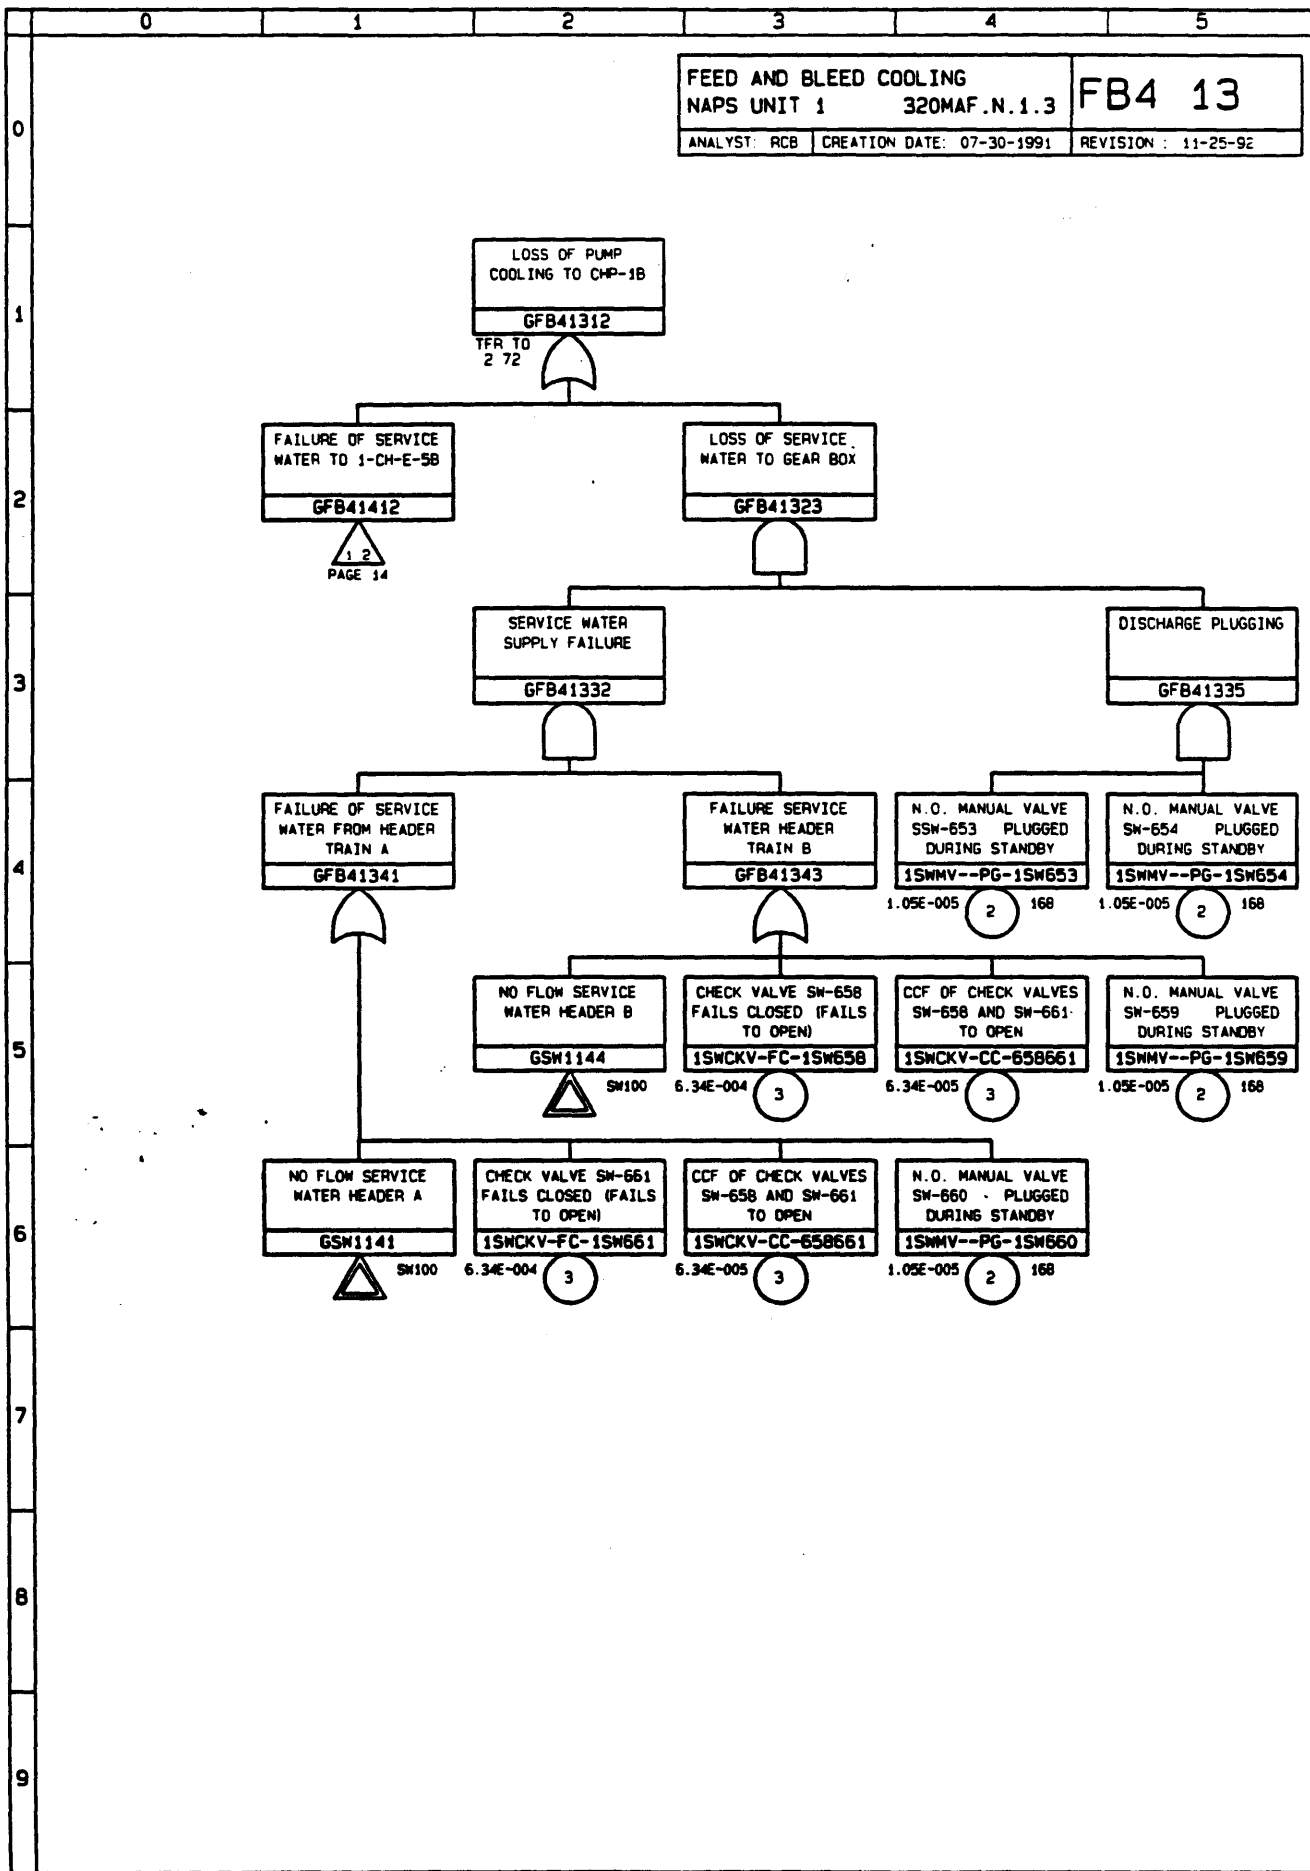 0 1 2 3 4 5
FEED AND BLEED COOLING
NAPS UNIT 1 320MAF.N.1.3
FB4 13
ANALYST: RCB CREATION DATE: 07-30-1991 REVISION : 11-25-92
0
LOSS OF PUMP
COOLING TO CHP-1B
GFB41312
TFR TO
2 72
1
FAILURE OF SERVICE
WATER TO 1-CH-E-5B
GFB41412
1 2
PAGE 14
LOSS OF SERVICE
WATER TO GEAR BOX
GFB41323
2
SERVICE WATER
SUPPLY FAILURE
GFB41332
DISCHARGE PLUGGING
GFB41335
3
FAILURE OF SERVICE
WATER FROM HEADER
TRAIN A
GFB41341
FAILURE SERVICE
WATER HEADER
TRAIN B
GFB41343
N.O. MANUAL VALVE
SSW-653 PLUGGED
DURING STANDBY
1SWMV--PG-1SW653
1.05E-005 2 168
N.O. MANUAL VALVE
SW-654 PLUGGED
DURING STANDBY
1SWMV--PG-1SW654
1.05E-005 2 168
4
NO FLOW SERVICE
WATER HEADER B
GSW1144
SW100
CHECK VALVE SW-658
FAILS CLOSED (FAILS
TO OPEN)
1SWCKV-FC-1SW658
6.34E-004 3
CCF OF CHECK VALVES
SW-658 AND SW-661
TO OPEN
1SWCKV-CC-658661
6.34E-005 3
N.O. MANUAL VALVE
SW-659 PLUGGED
DURING STANDBY
1SWMV--PG-1SW659
1.05E-005 2 168
5
NO FLOW SERVICE
WATER HEADER A
GSW1141
SW100
CHECK VALVE SW-661
FAILS CLOSED (FAILS
TO OPEN)
1SWCKV-FC-1SW661
6.34E-004 3
CCF OF CHECK VALVES
SW-658 AND SW-661
TO OPEN
1SWCKV-CC-658661
6.34E-005 3
N.O. MANUAL VALVE
SW-660 PLUGGED
DURING STANDBY
1SWMV--PG-1SW660
1.05E-005 2 168
6
7
8
9